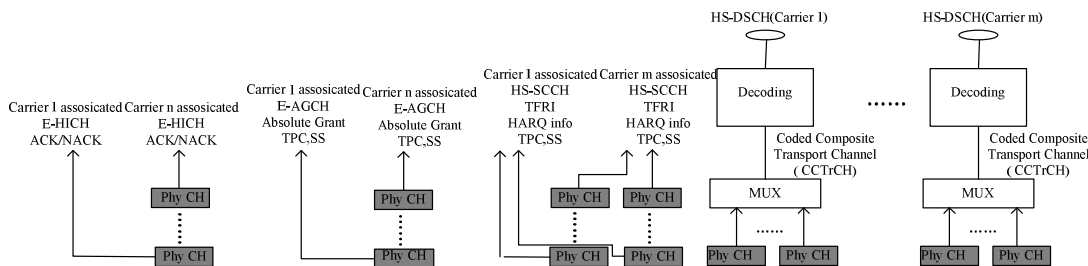 HS-DSCH(Carrier 1)
HS-DSCH(Carrier m)
Carrier 1 assosicated
E-HICH
ACK/NACK
Carrier n assosicated
E-HICH
ACK/NACK
Carrier 1 assosicated
E-AGCH
Absolute Grant
TPC,SS
Carrier n assosicated
E-AGCH
Absolute Grant
TPC,SS
Carrier 1 assosicated
HS-SCCH
TFRI
HARQ info
TPC,SS
Carrier m assosicated
HS-SCCH
TFRI
HARQ info
TPC,SS
Decoding
......
Decoding
Coded Composite
Transport Channel
( CCTrCH)
Coded Composite
Transport Channel
( CCTrCH)
MUX
MUX
Phy CH
Phy CH
Phy CH
Phy CH
......
......
Phy CH
Phy CH
Phy CH
Phy CH
Phy CH
Phy CH
Phy CH
Phy CH